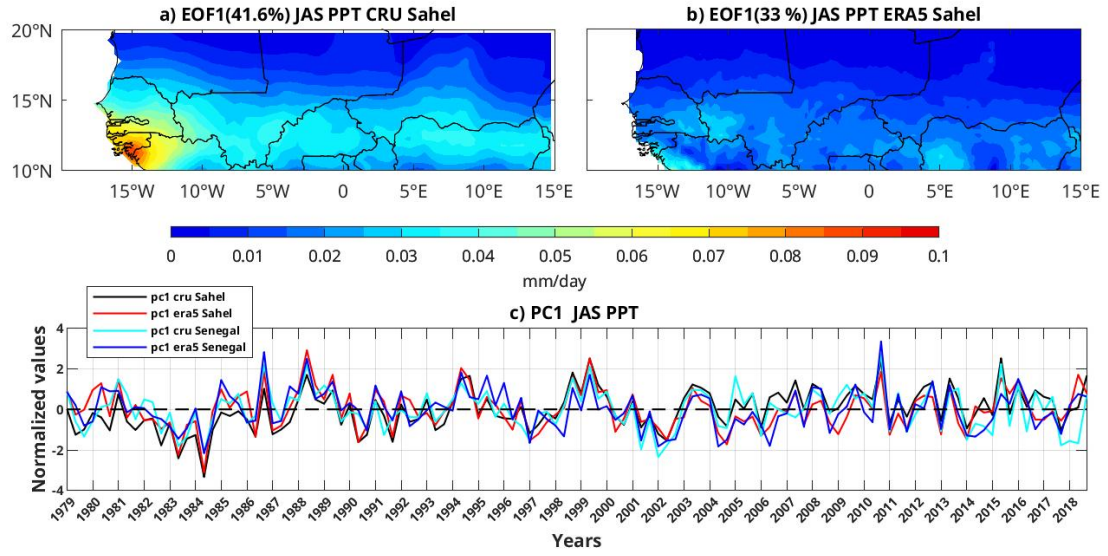 a) EOF1(41.6%) JAS PPT CRU Sahel
b) EOF1(33 %) JAS PPT ERA5 Sahel
20°N
15°N
10°N
15°W 10°W 5°W 0 5°E 10°E 15°E
15°W 10°W 5°W 0 5°E 10°E 15°E
0 0.01 0.02 0.03 0.04 0.05 0.06 0.07 0.08 0.09 0.1
mm/day
pc1 cru Sahel
pc1 era5 Sahel
pc1 cru Senegal
pc1 era5 Senegal
c) PC1 JAS PPT
Normalized values
4
2
0
-2
-4
1979 1980 1981 1982 1983 1984 1985 1986 1987 1988 1989 1990 1991 1992 1993 1994 1995 1996 1997 1998 1999 2000 2001 2002 2003 2004 2005 2006 2007 2008 2009 2010 2011 2012 2013 2014 2015 2016 2017 2018
Years